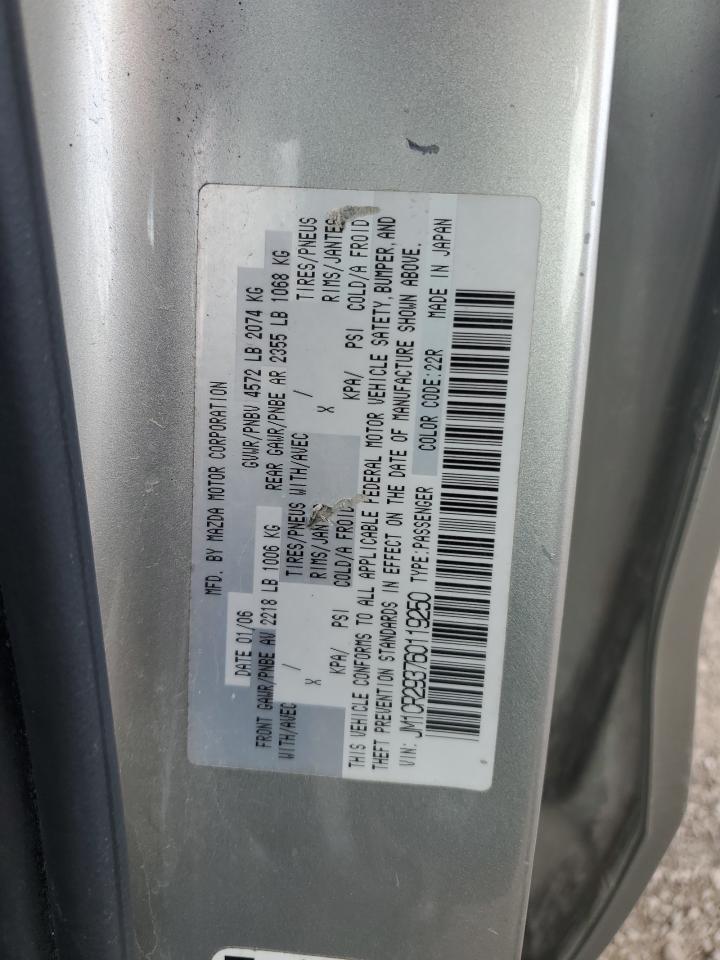 MFD. BY MAZDA MOTOR CORPORATION
DATE 01/06 GVWR/PNBV 4572 LB 2074 KG
FRONT GAWR/PNBE AV 2218 LB 1006 KG REAR GAWR/PNBE AR 2355 LB 1068 KG
WITH/AVEC / TIRES/PNEUS WITH/AVEC / TIRES/PNEUS
X RIMS/JAN X RIMS/JANTES
KPA/ PSI COLD/A FROID KPA/ PSI COLD/A FROID
THIS VEHICLE CONFORMS TO ALL APPLICABLE FEDERAL MOTOR VEHICLE SATETY, BUMPER, AND
THEFT PREVENTION STANDARDS IN EFFECT ON THE DATE OF MANUFACTURE SHOWN ABOVE.
VIN: JM1CR293760119250 TYPE:PASSENGER COLOR CODE:22R MADE IN JAPAN